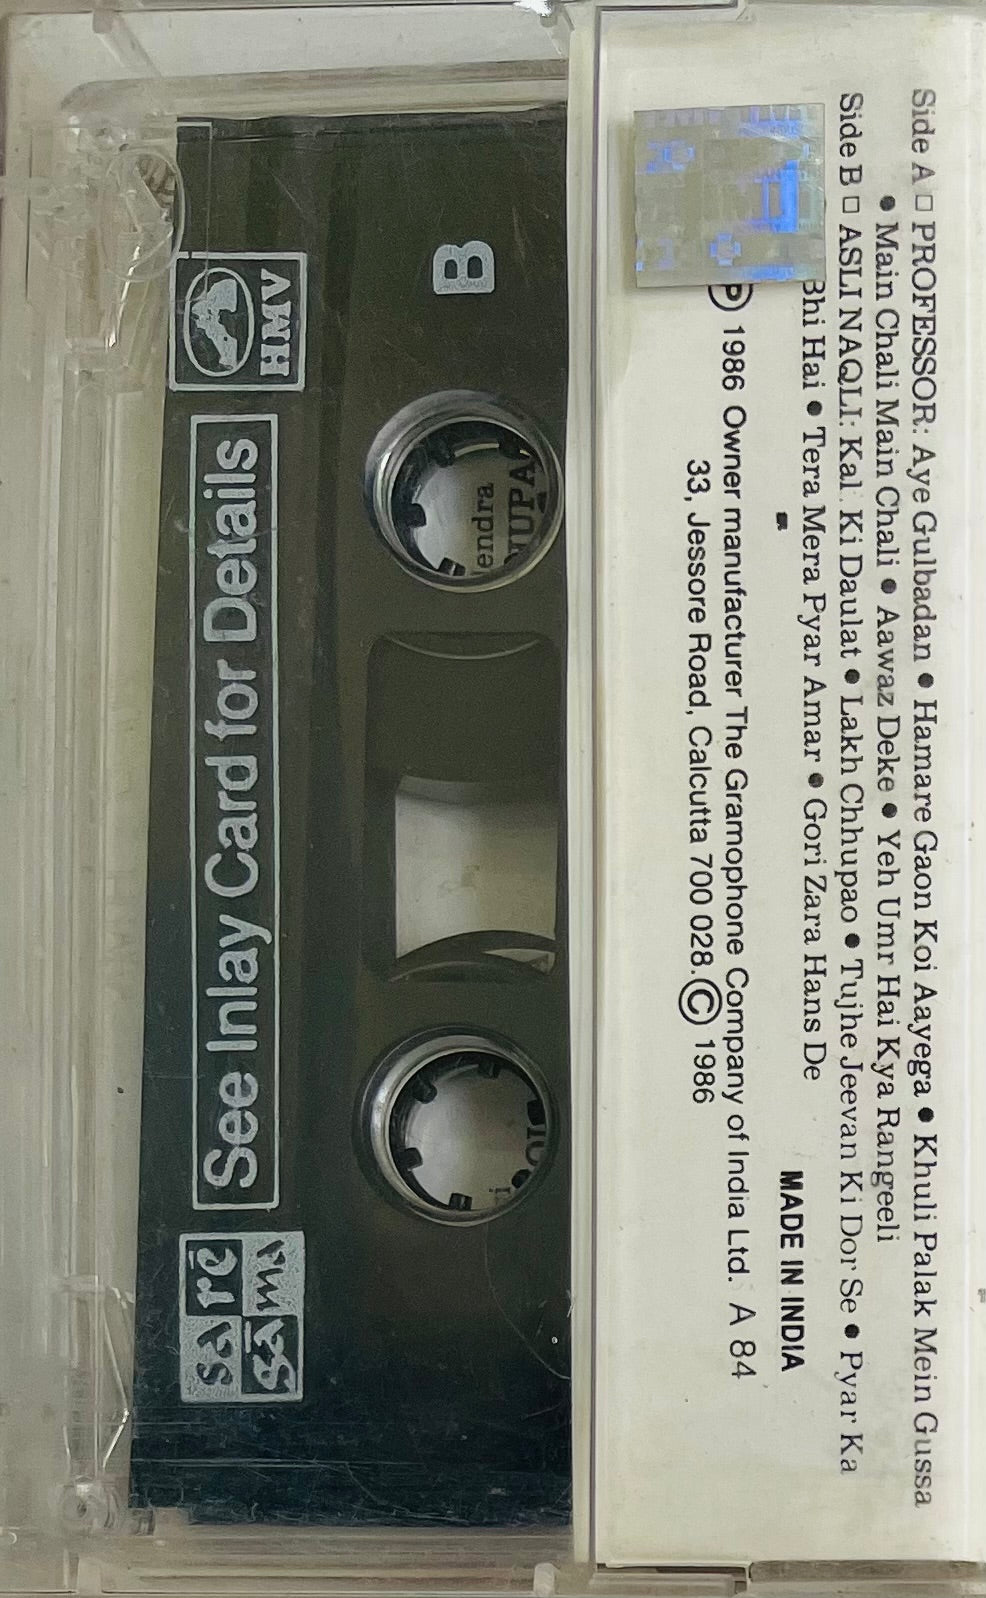 Side A □ PROFESSOR: Aye Gulbadan ● Hamare Gaon Koi Aayega ● Khuli Palak Mein Gussa
● Main Chali Main Chali ● Aawaz Deke ● Yeh Umr Hai Kya Rangeeli
Side B □ ASLI NAQLI: Kal Ki Daulat ● Lakh Chhupao ● Tujhe Jeevan Ki Dor Se ● Pyar Ka
Bhi Hai ● Tera Mera Pyar Amar ● Gori Zara Hans De
MADE IN INDIA
Ⓟ 1986 Owner manufacturer The Gramophone Company of India Ltd. A 84
33, Jessore Road, Calcutta 700 028.Ⓒ 1986
B
HMV
See Inlay Card for Details
sa re
ga ma